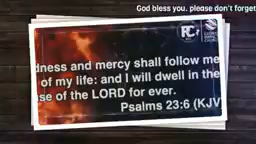 God bless you, please don't forget
RC
dness and mercy shall follow me
of my life: and I will dwell in the
se of the LORD for ever.
Psalms 23:6 (KJV